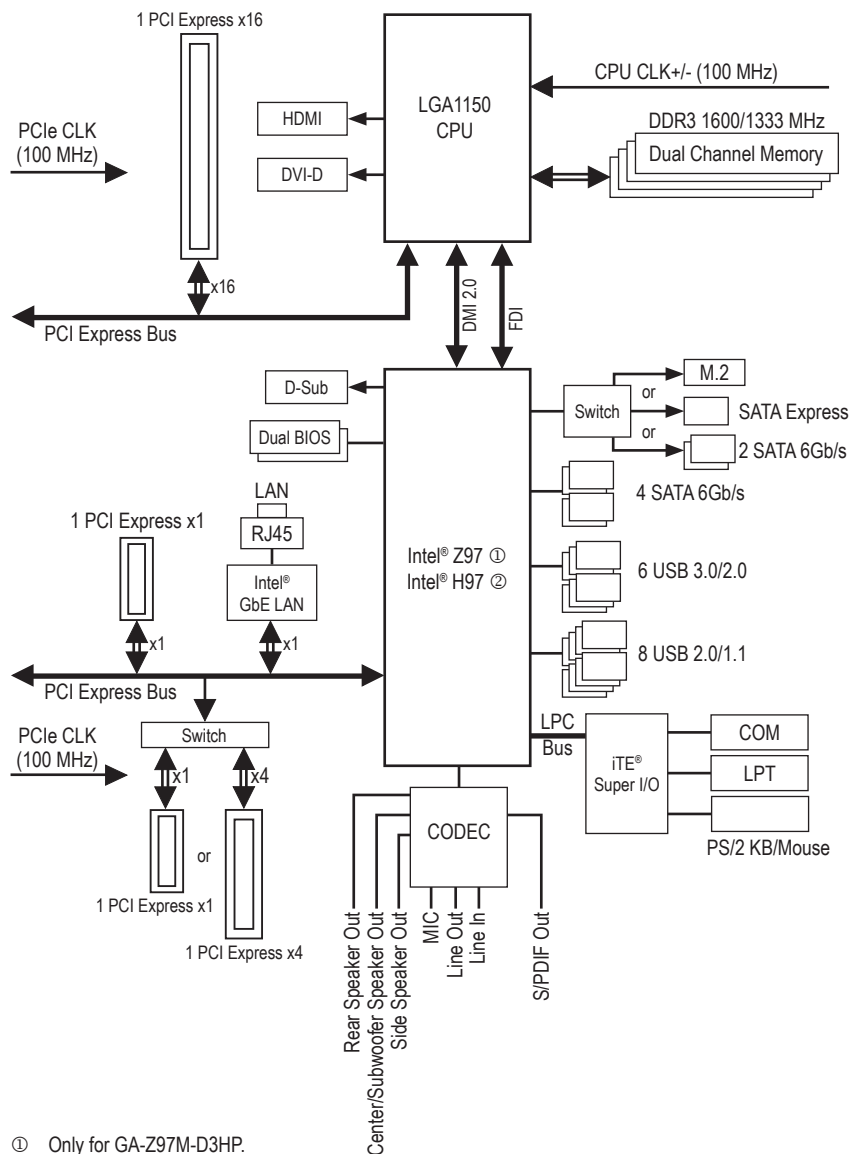 1 PCI Express x16
PCIe CLK
(100 MHz)
x16
PCI Express Bus
HDMI
DVI-D
LGA1150
CPU
CPU CLK+/- (100 MHz)
DDR3 1600/1333 MHz
Dual Channel Memory
DMI 2.0
FDI
D-Sub
Dual BIOS
LAN
RJ45
Intel®
GbE LAN
x1
1 PCI Express x1
x1
PCI Express Bus
Intel® Z97 ①
Intel® H97 ②
Switch
M.2
or
SATA Express
or
2 SATA 6Gb/s
4 SATA 6Gb/s
6 USB 3.0/2.0
8 USB 2.0/1.1
LPC
Bus
iTE®
Super I/O
COM
LPT
PS/2 KB/Mouse
PCIe CLK
(100 MHz)
Switch
x1
x4
or
1 PCI Express x1
1 PCI Express x4
CODEC
Rear Speaker Out
Center/Subwoofer Speaker Out
Side Speaker Out
MIC
Line Out
Line In
S/PDIF Out
① Only for GA-Z97M-D3HP.